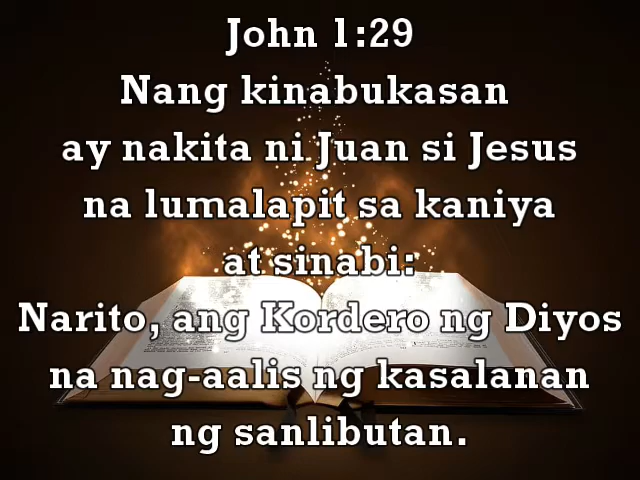 John 1:29
Nang kinabukasan
ay nakita ni Juan si Jesus
na lumalapit sa kaniya
at sinabi:
Narito, ang Kordero ng Diyos
na nag-aalis ng kasalanan
ng sanlibutan.